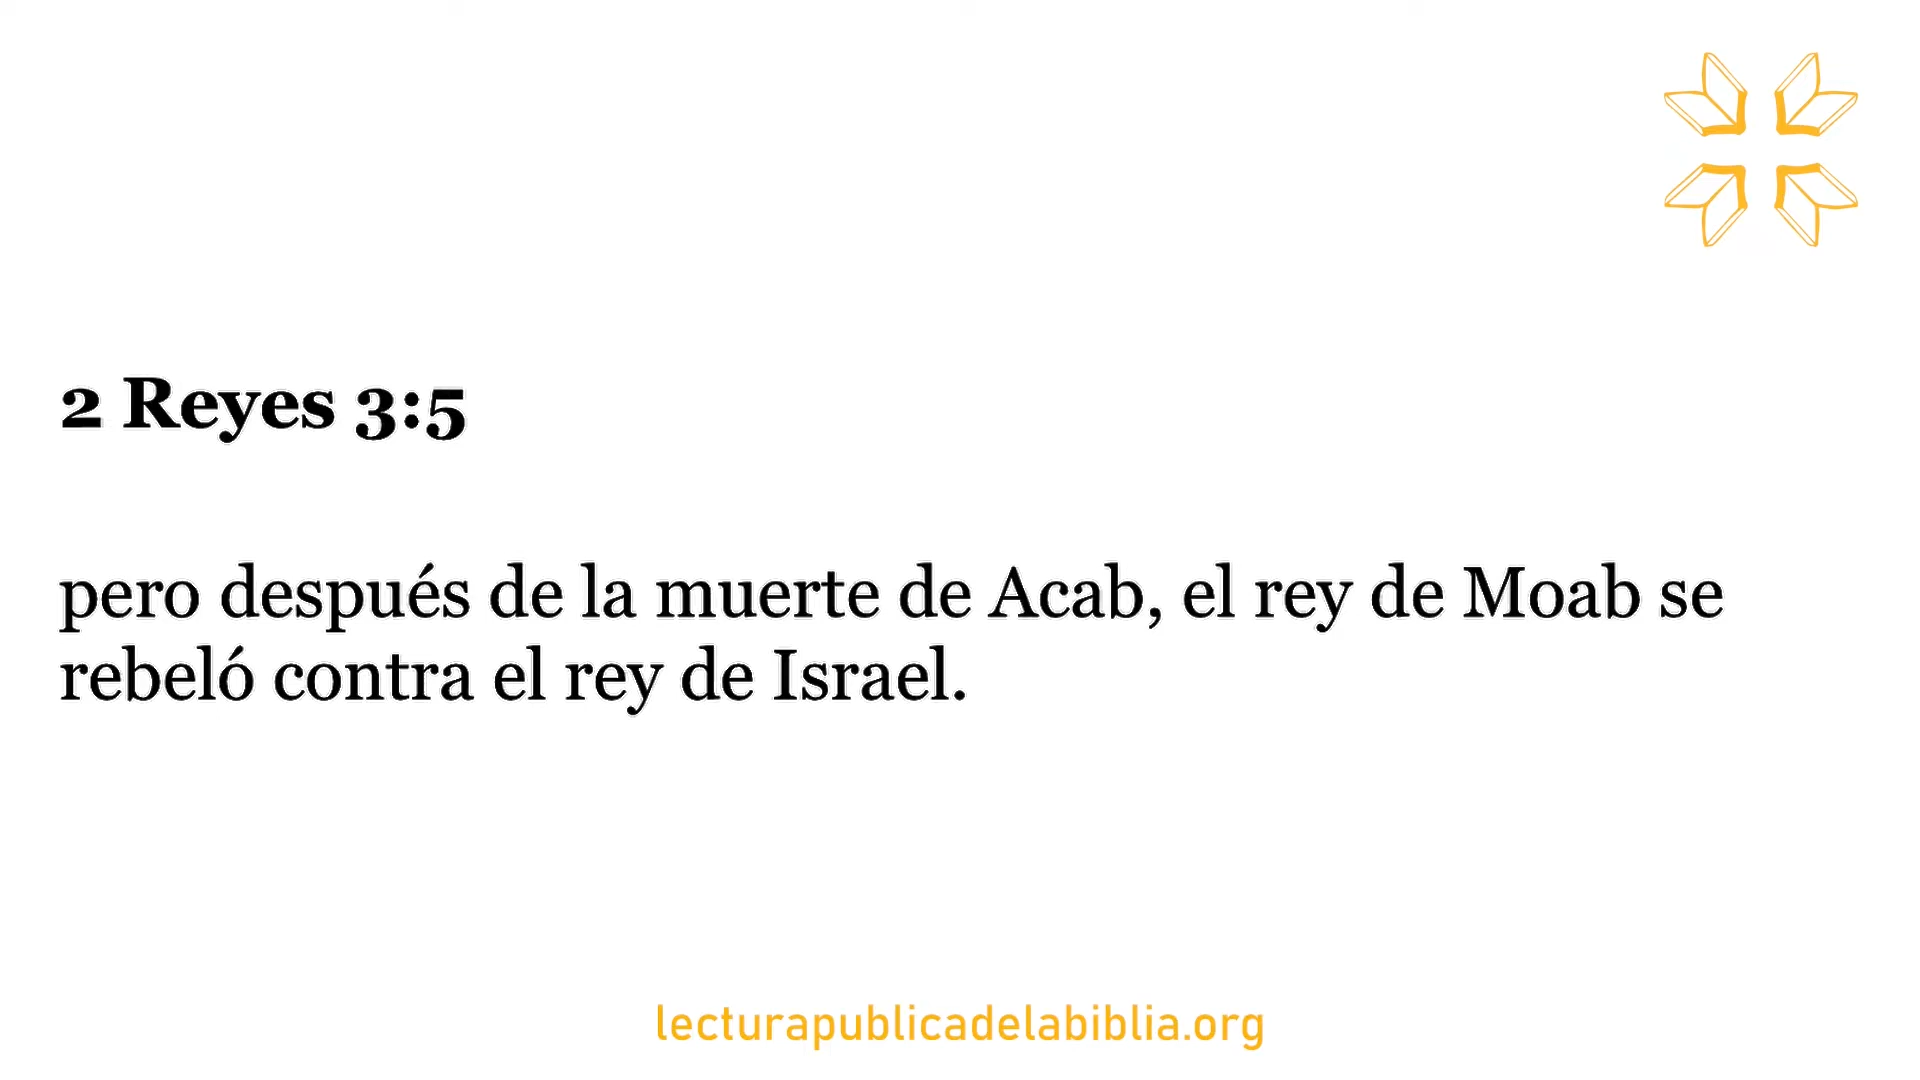 2 Reyes 3:5
pero después de la muerte de Acab, el rey de Moab se
rebeló contra el rey de Israel.
lecturapublicadelabiblia.org